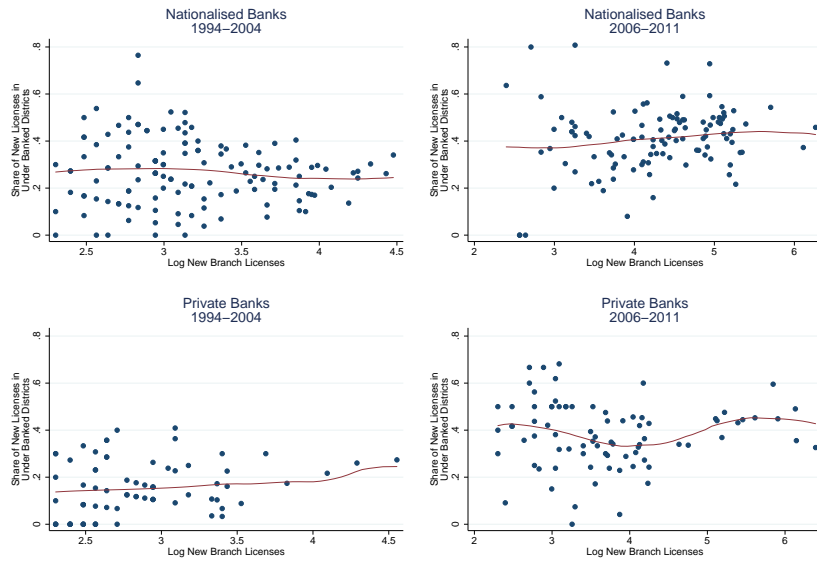 Nationalised Banks
1994–2004
Share of New Licenses in
Under Banked Districts
0 .2 .4 .6 .8
2.5 3 3.5 4 4.5
Log New Branch Licenses
Nationalised Banks
2006–2011
Share of New Licenses in
Under Banked Districts
0 .2 .4 .6 .8
2 3 4 5 6
Log New Branch Licenses
Private Banks
1994–2004
Share of New Licenses in
Under Banked Districts
0 .2 .4 .6 .8
2.5 3 3.5 4 4.5
Log New Branch Licenses
Private Banks
2006–2011
Share of New Licenses in
Under Banked Districts
0 .2 .4 .6 .8
2 3 4 5 6
Log New Branch Licenses